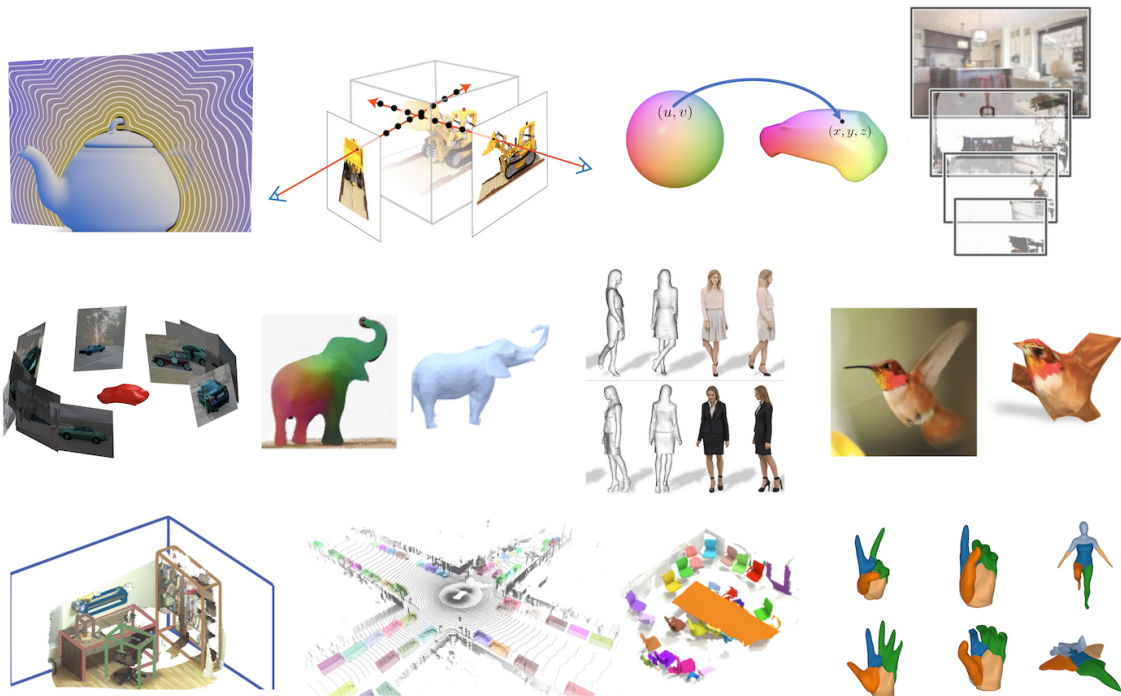 (u, v)
(x, y, z)